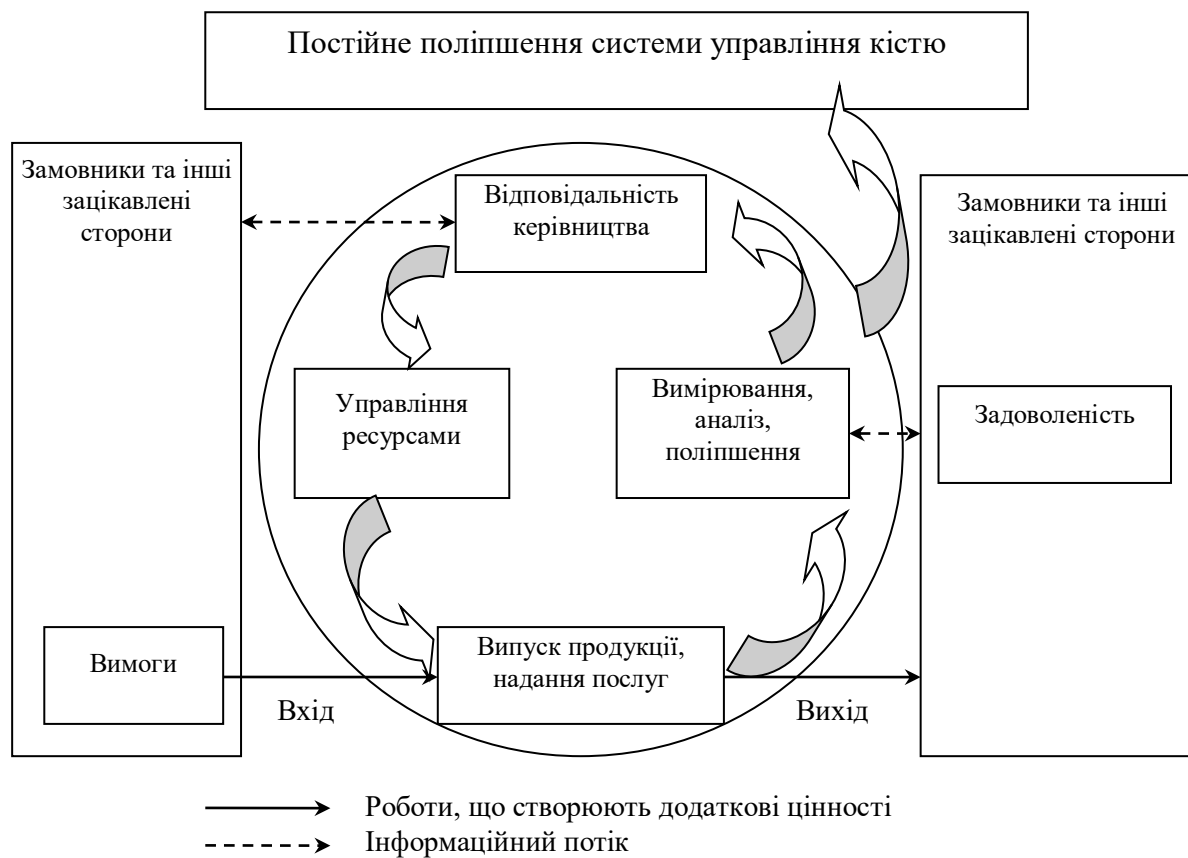 Постійне поліпшення системи управління кістю
Замовники та інші
зацікавлені
сторони
Відповідальність
керівництва
Замовники та інші
зацікавлені сторони
Управління
ресурсами
Вимірювання,
аналіз,
поліпшення
Задоволеність
Вимоги
Випуск продукції,
надання послуг
Вхід
Вихід
Роботи, що створюють додаткові цінності
Інформаційний потік